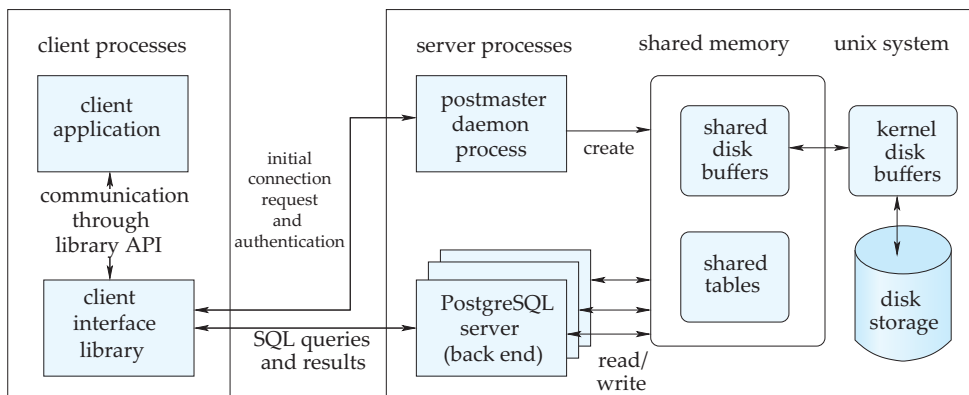 client processes
client
application
communication
through
library API
client
interface
library
initial
connection
request
and
authentication
SQL queries
and results
server processes
postmaster
daemon
process
create
PostgreSQL
server
(back end)
read/
write
shared memory
shared
disk
buffers
shared
tables
unix system
kernel
disk
buffers
disk
storage